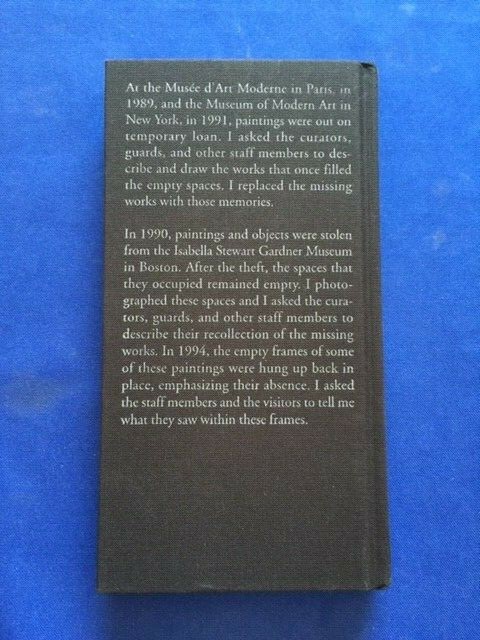 At the Musée d'Art Moderne in Paris, in
1989, and the Museum of Modern Art in
New York, in 1991, paintings were out on
temporary loan. I asked the curators,
guards, and other staff members to des-
cribe and draw the works that once filled
the empty spaces. I replaced the missing
works with those memories.
In 1990, paintings and objects were stolen
from the Isabella Stewart Gardner Museum
in Boston. After the theft, the spaces that
they occupied remained empty. I photo-
graphed these spaces and I asked the cura-
tors, guards, and other staff members to
describe their recollection of the missing
works. In 1994, the empty frames of some
of these paintings were hung up back in
place, emphasizing their absence. I asked
the staff members and the visitors to tell me
what they saw within these frames.